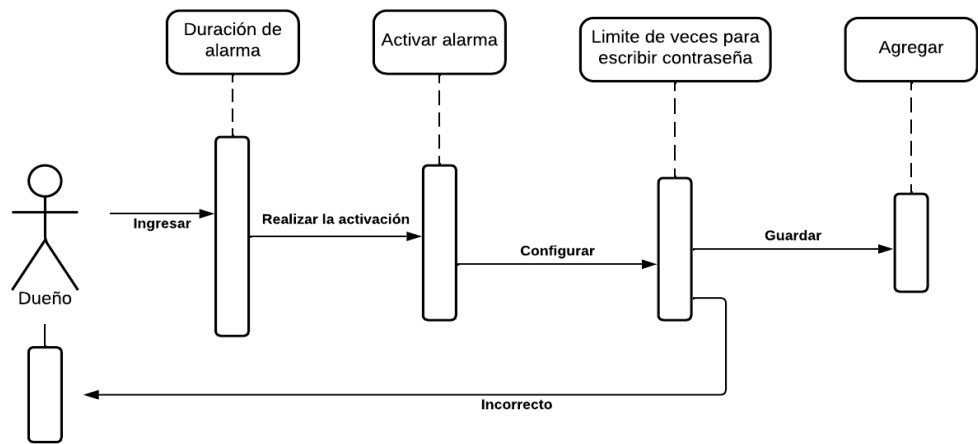 Duración de
alarma
Activar alarma
Limite de veces para
escribir contraseña
Agregar
Ingresar
Realizar la activación
Configurar
Guardar
Dueño
Incorrecto